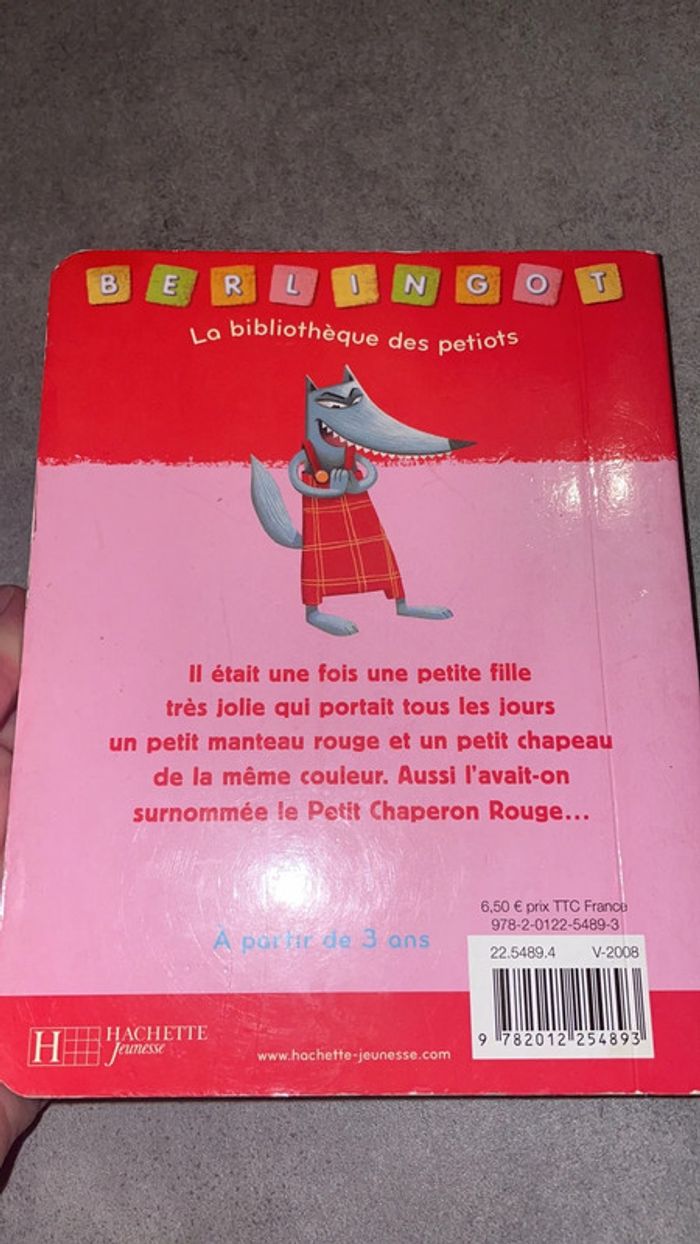 BERLINGOT
La bibliothèque des petiots
Il était une fois une petite fille
très jolie qui portait tous les jours
un petit manteau rouge et un petit chapeau
de la même couleur. Aussi l'avait-on
surnommée le Petit Chaperon Rouge...
6,50 € prix TTC France
978-2-0122-5489-3
À partir de 3 ans
22.5489.4 V-2008
9 782012 254893
H HACHETTE
Jeunesse
www.hachette-jeunesse.com